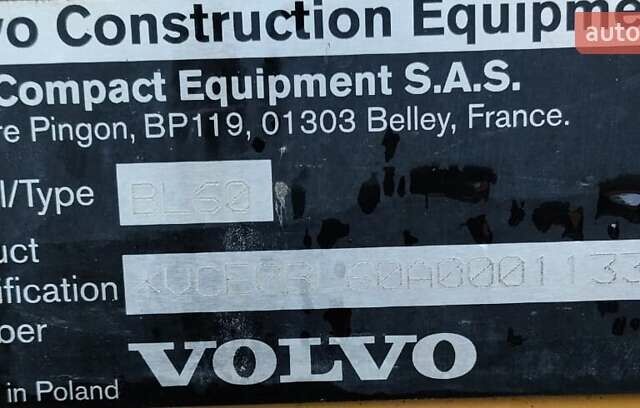 vo Construction Equipme
auto
Compact Equipment S.A.S.
re Pingon, BP119, 01303 Belley, France.
l/Type BL60
uct
ification
ber
VOLVO
in Poland